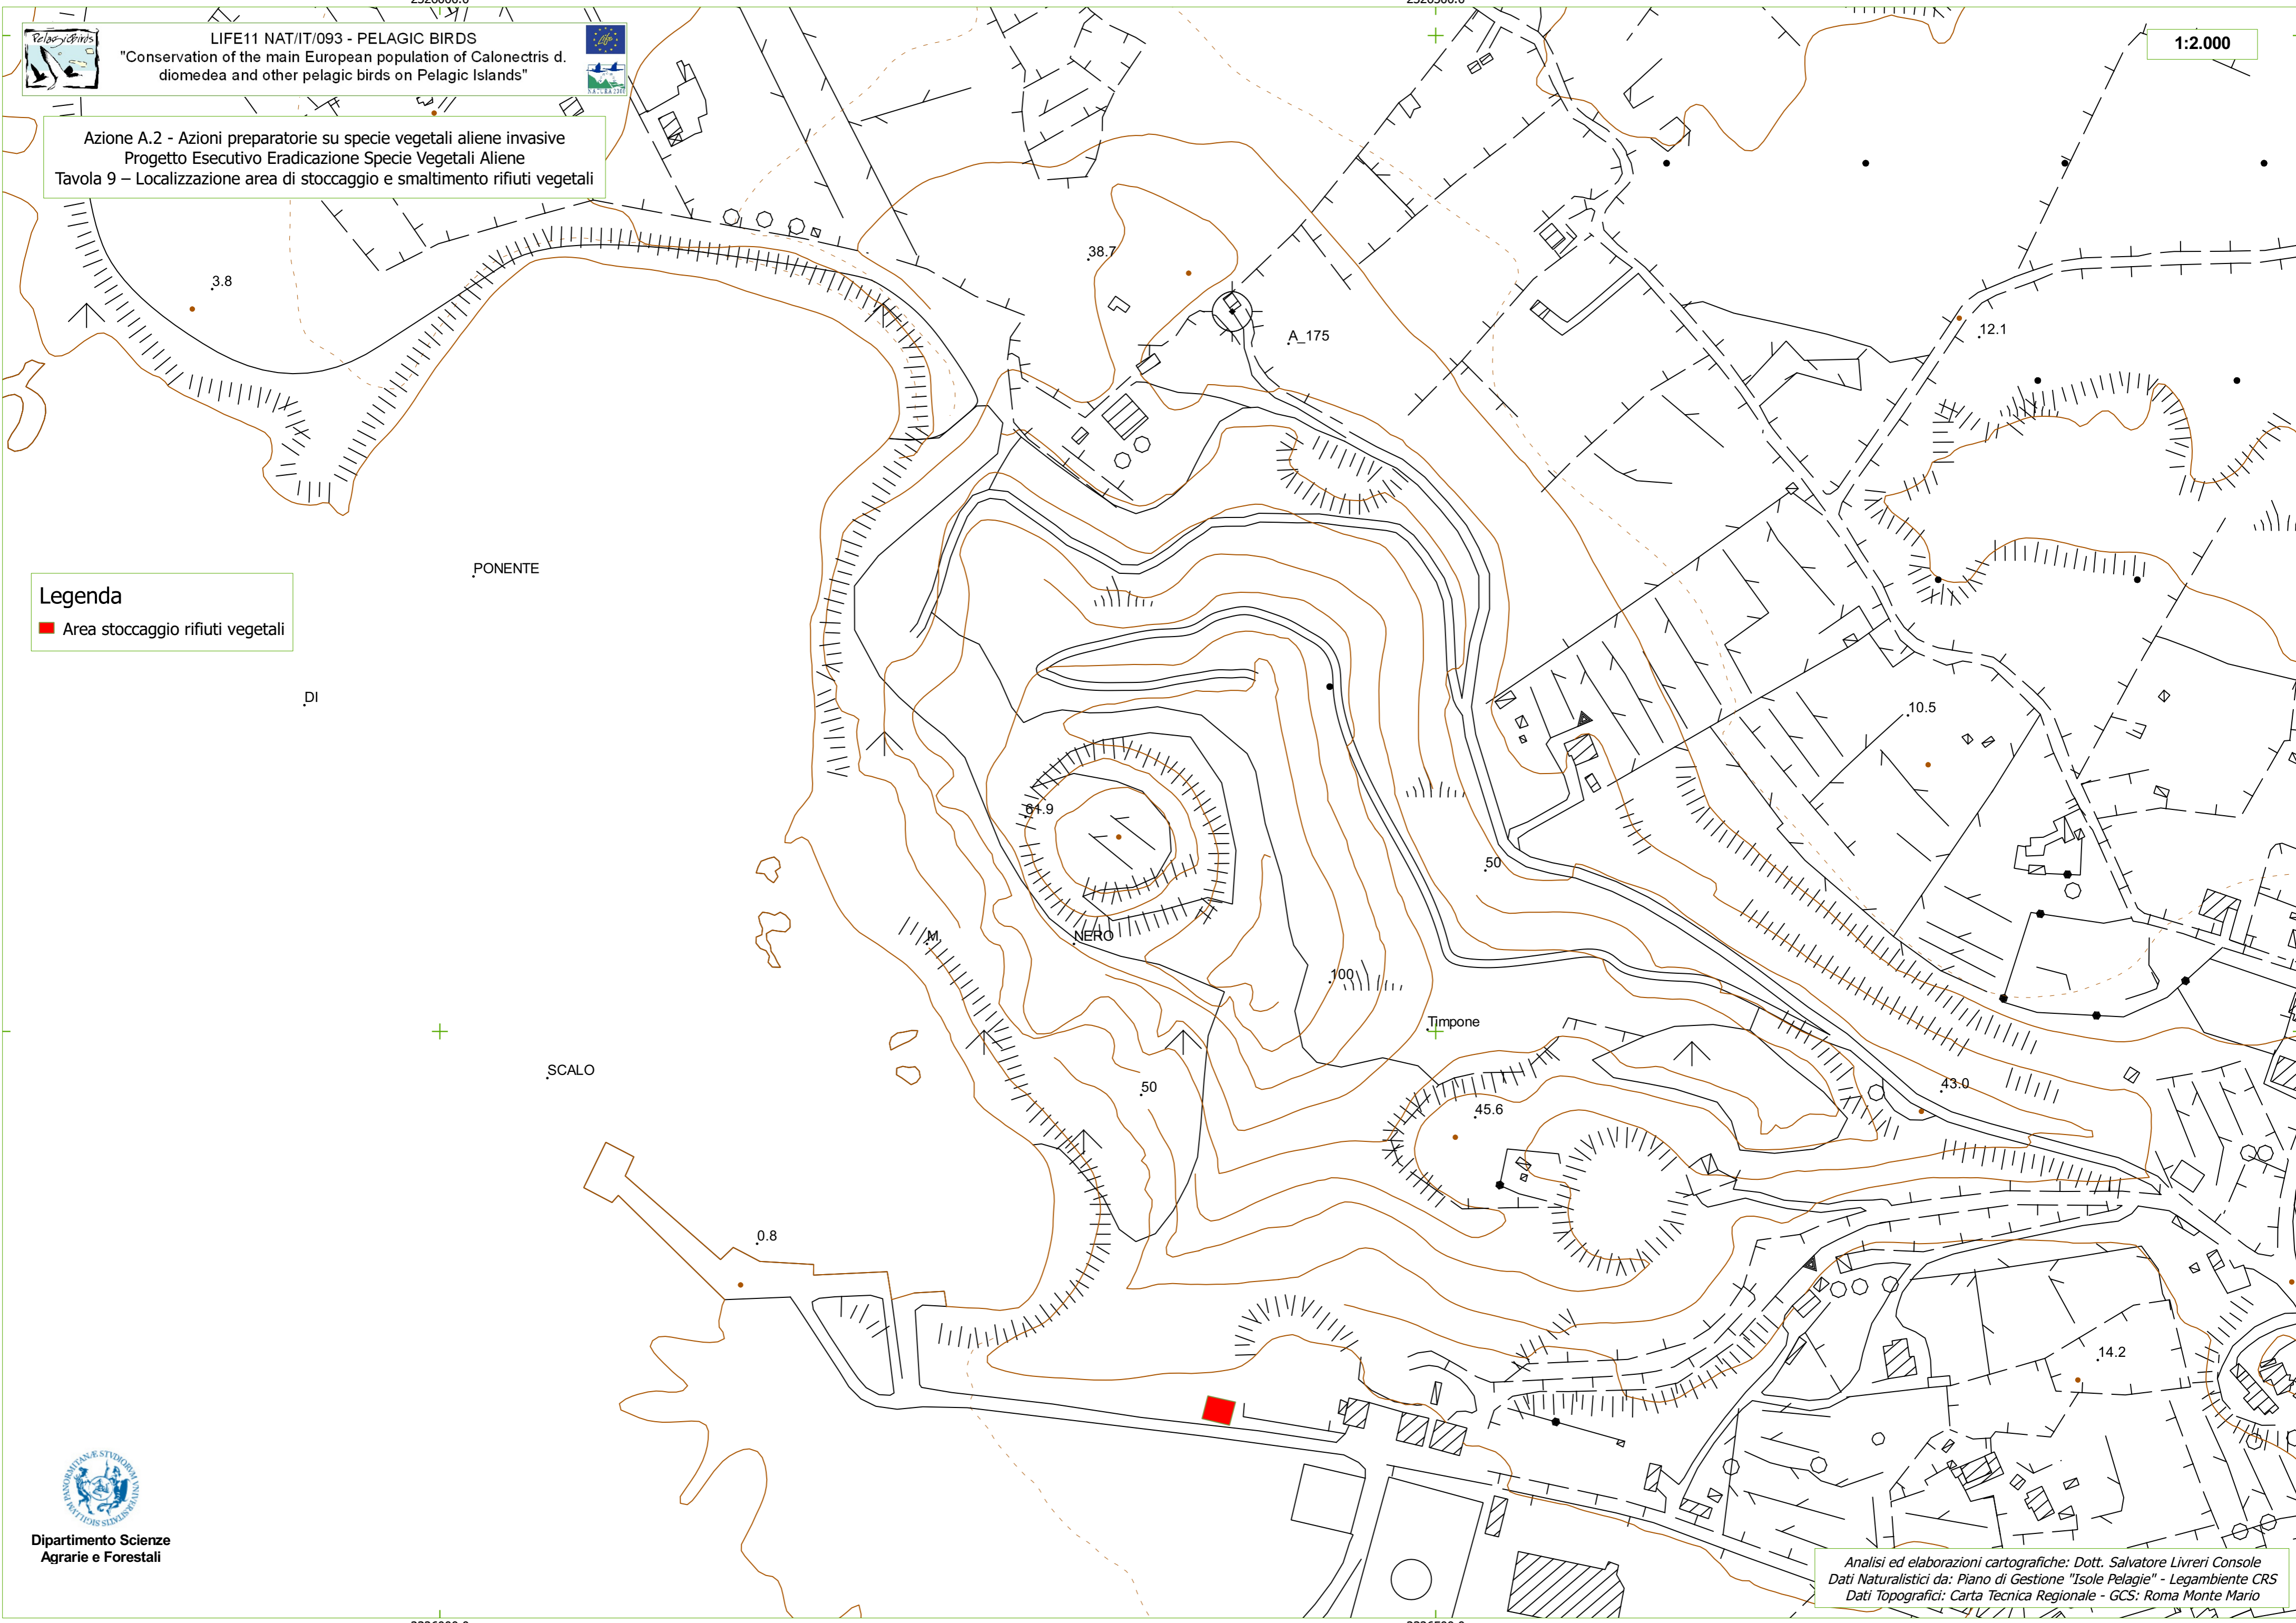 PelagicBirds
LIFE11 NAT/IT/093 - PELAGIC BIRDS
"Conservation of the main European population of Calonectris d.
diomedea and other pelagic birds on Pelagic Islands"
Life
NATURA 2000
1:2.000
Azione A.2 - Azioni preparatorie su specie vegetali aliene invasive
Progetto Esecutivo Eradicazione Specie Vegetali Aliene
Tavola 9 – Localizzazione area di stoccaggio e smaltimento rifiuti vegetali
38.7
3.8
A_175
12.1
PONENTE
Legenda
Area stoccaggio rifiuti vegetali
DI
10.5
61.9
50
M.
NERO
100
Timpone
SCALO
50
43.0
45.6
0.8
14.2
Dipartimento Scienze
Agrarie e Forestali
Analisi ed elaborazioni cartografiche: Dott. Salvatore Livreri Console
Dati Naturalistici da: Piano di Gestione "Isole Pelagie" - Legambiente CRS
Dati Topografici: Carta Tecnica Regionale - GCS: Roma Monte Mario